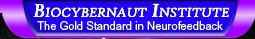 BIOCYBERNAUT INSTITUTE
The Gold Standard in Neurofeedback